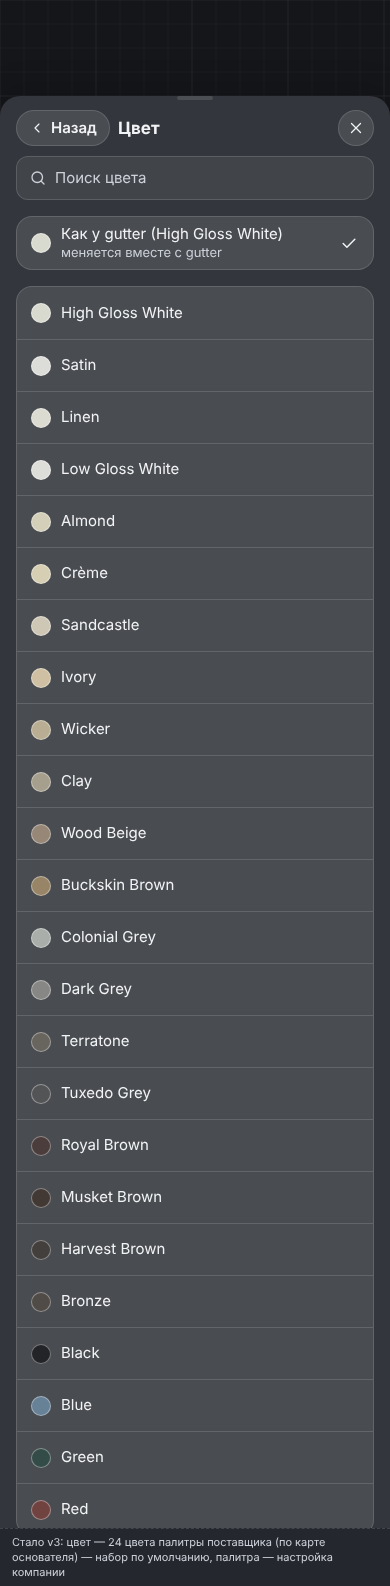 Назад
Цвет
Поиск цвета
Как у gutter (High Gloss White)
меняется вместе с gutter
High Gloss White
Satin
Linen
Low Gloss White
Almond
Crème
Sandcastle
Ivory
Wicker
Clay
Wood Beige
Buckskin Brown
Colonial Grey
Dark Grey
Terratone
Tuxedo Grey
Royal Brown
Musket Brown
Harvest Brown
Bronze
Black
Blue
Green
Red
Стало v3: цвет — 24 цвета палитры поставщика (по карте
основателя) — набор по умолчанию, палитра — настройка
компании